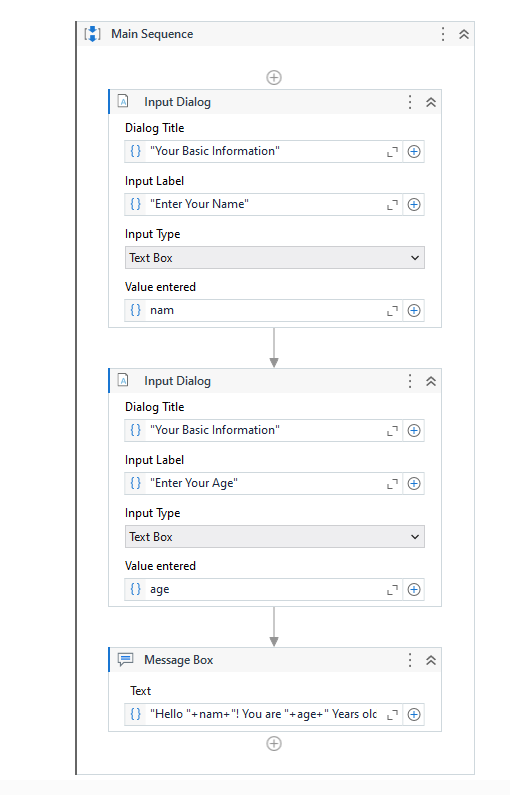 Main Sequence
Input Dialog
Dialog Title
{ } "Your Basic Information"
Input Label
{ } "Enter Your Name"
Input Type
Text Box
Value entered
{ } nam
Input Dialog
Dialog Title
{ } "Your Basic Information"
Input Label
{ } "Enter Your Age"
Input Type
Text Box
Value entered
{ } age
Message Box
Text
{ } "Hello "+nam+"! You are "+age+" Years old